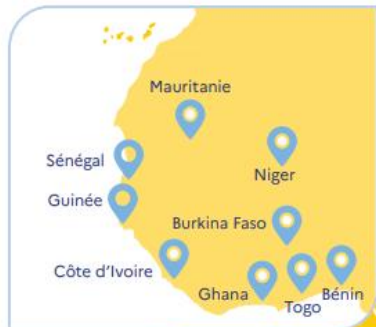 Mauritanie
Sénégal
Niger
Guinée
Burkina Faso
Côte d'Ivoire
Ghana
Togo
Bénin